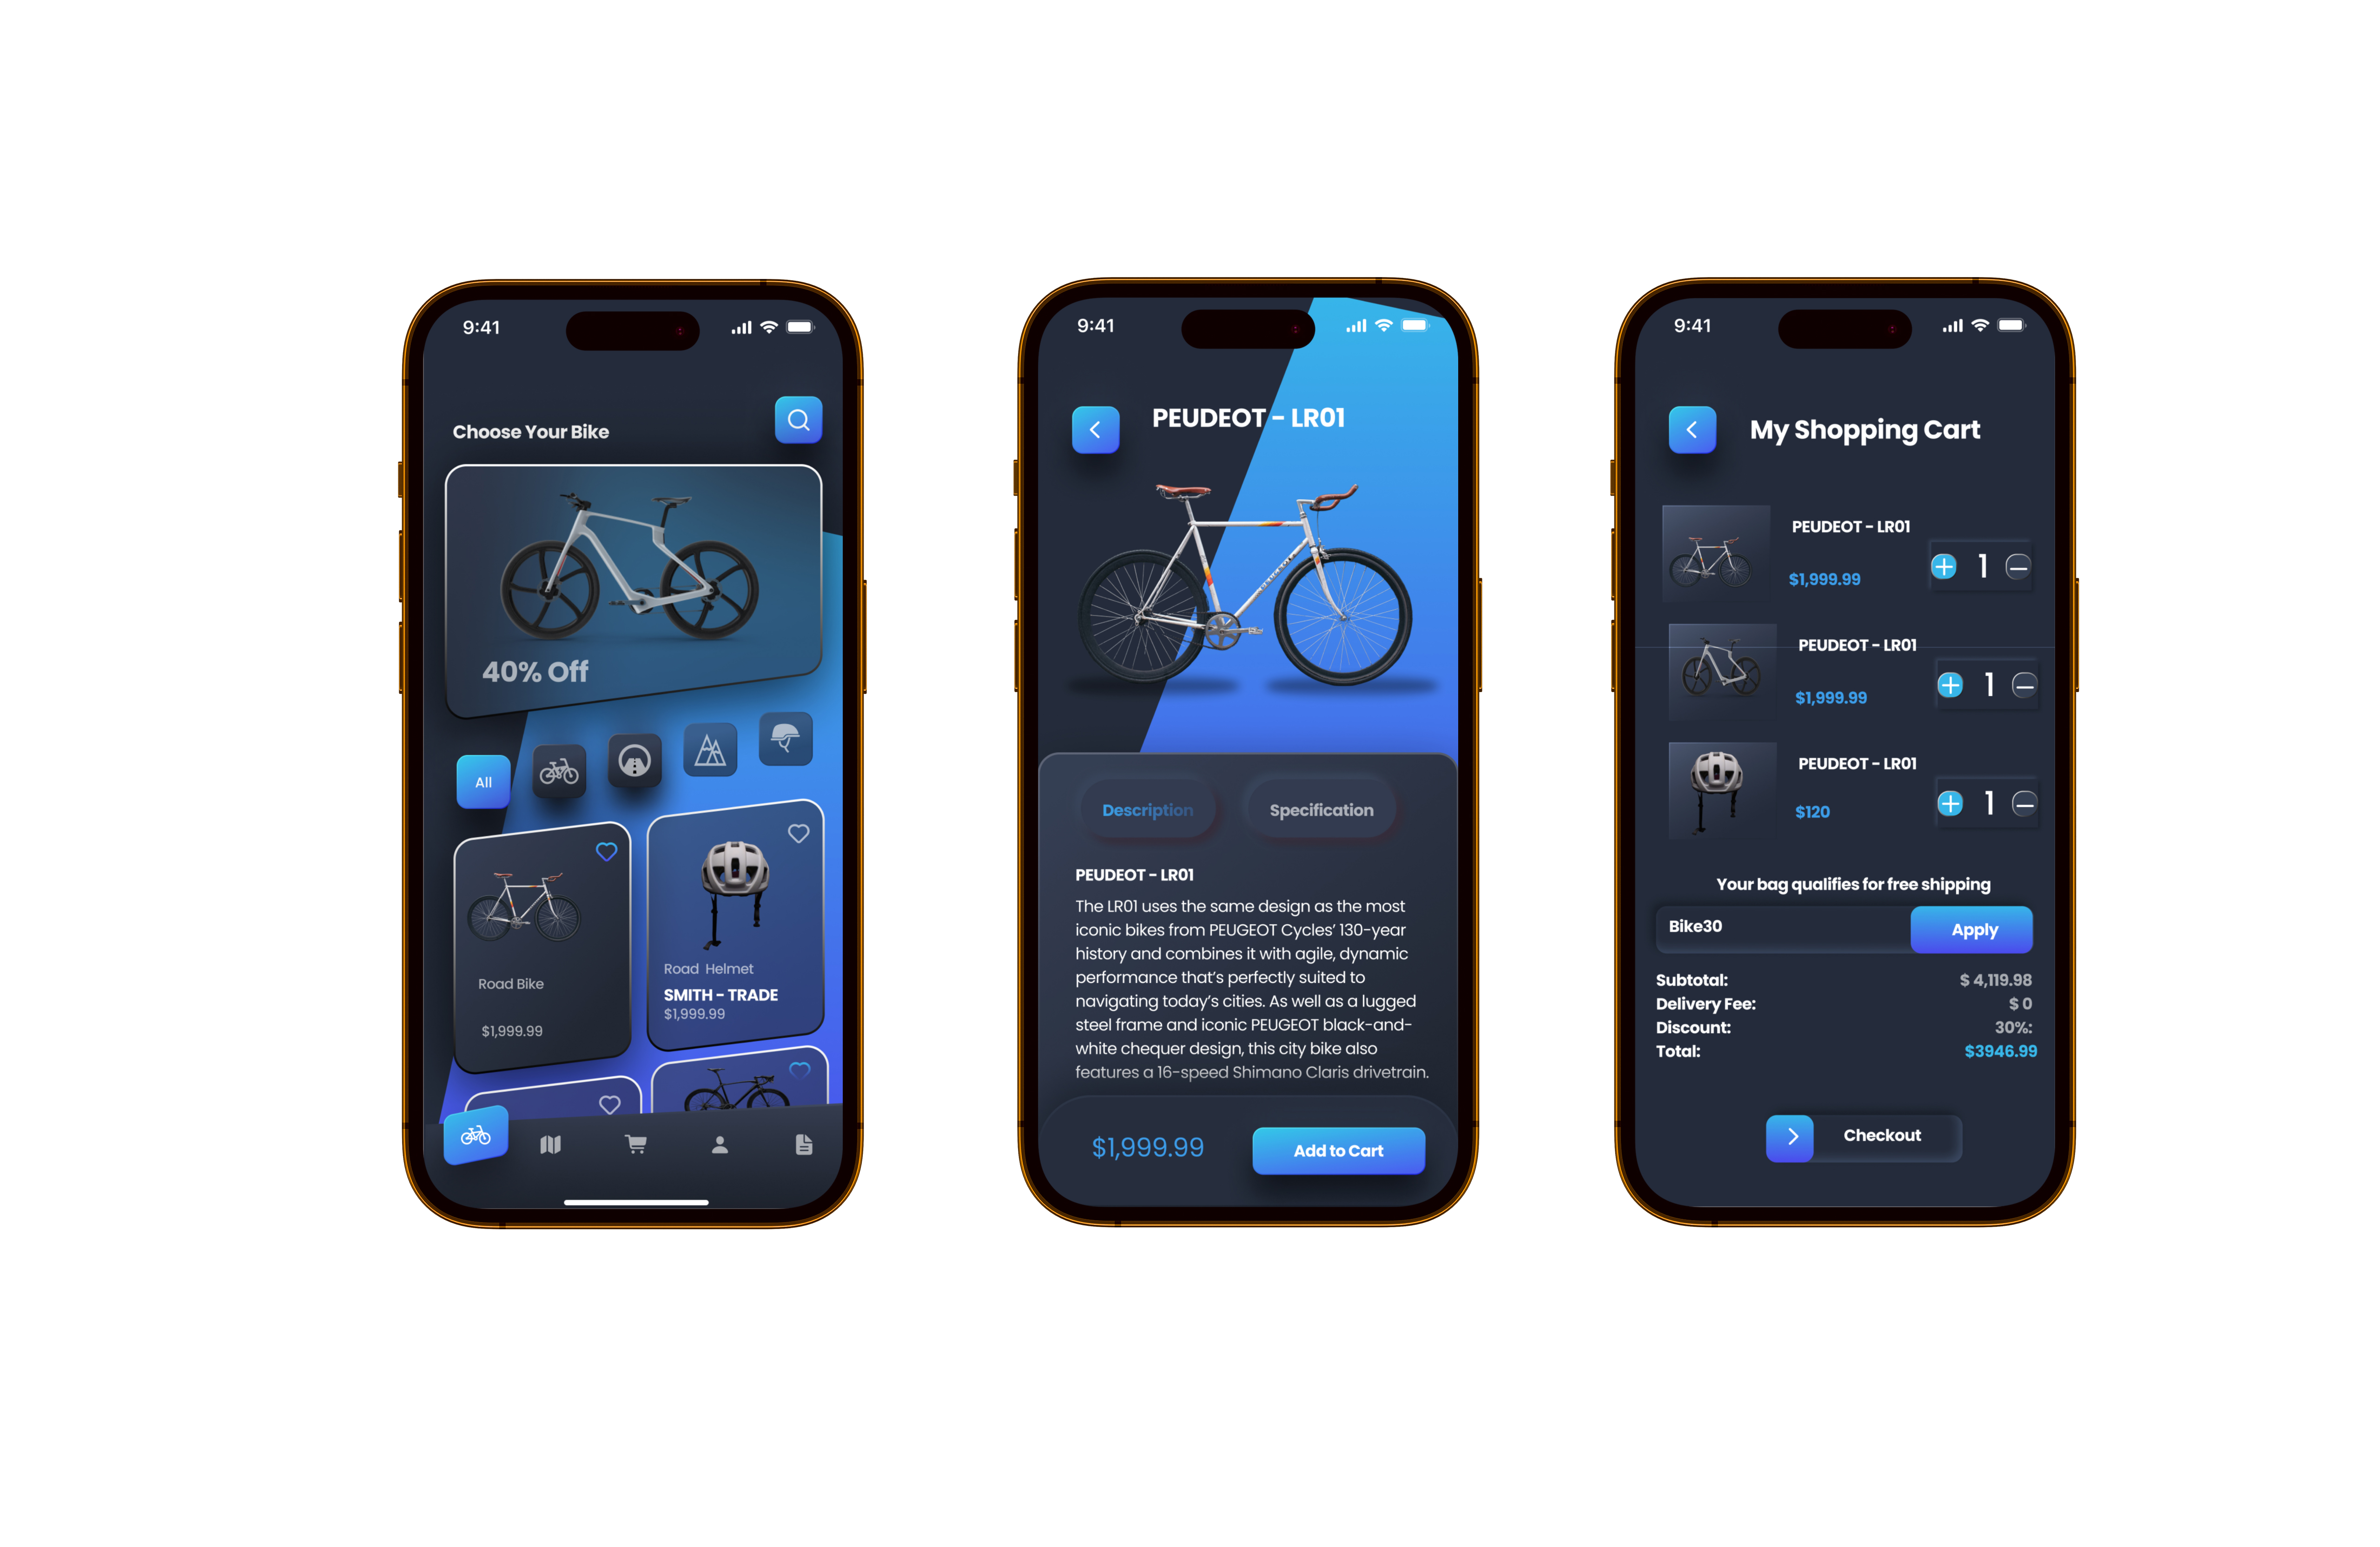 9:41
Choose Your Bike
40% Off
All
Road Bike
$1,999.99
Road Helmet
SMITH - TRADE
$1,999.99
9:41
PEUDEOT - LR01
PEUGEOT
Description
Specification
PEUDEOT - LR01
The LR01 uses the same design as the most
iconic bikes from PEUGEOT Cycles’ 130-year
history and combines it with agile, dynamic
performance that’s perfectly suited to
navigating today’s cities. As well as a lugged
steel frame and iconic PEUGEOT black-and-
white chequer design, this city bike also
features a 16-speed Shimano Claris drivetrain.
$1,999.99
Add to Cart
9:41
My Shopping Cart
PEUDEOT - LR01
$1,999.99
1
PEUDEOT - LR01
$1,999.99
1
PEUDEOT - LR01
$120
1
Your bag qualifies for free shipping
Bike30
Apply
Subtotal: $ 4,119.98
Delivery Fee: $ 0
Discount: 30%:
Total: $3946.99
Checkout